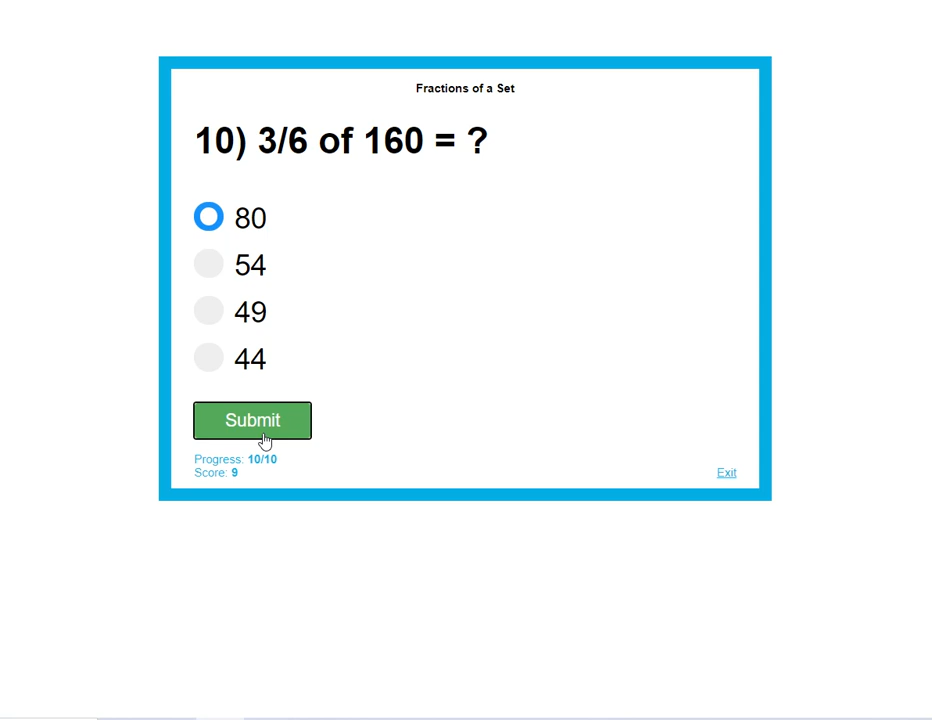 Fractions of a Set
10) 3/6 of 160 = ?
80
54
49
44
Submit
Progress: 10/10
Score: 9
Exit